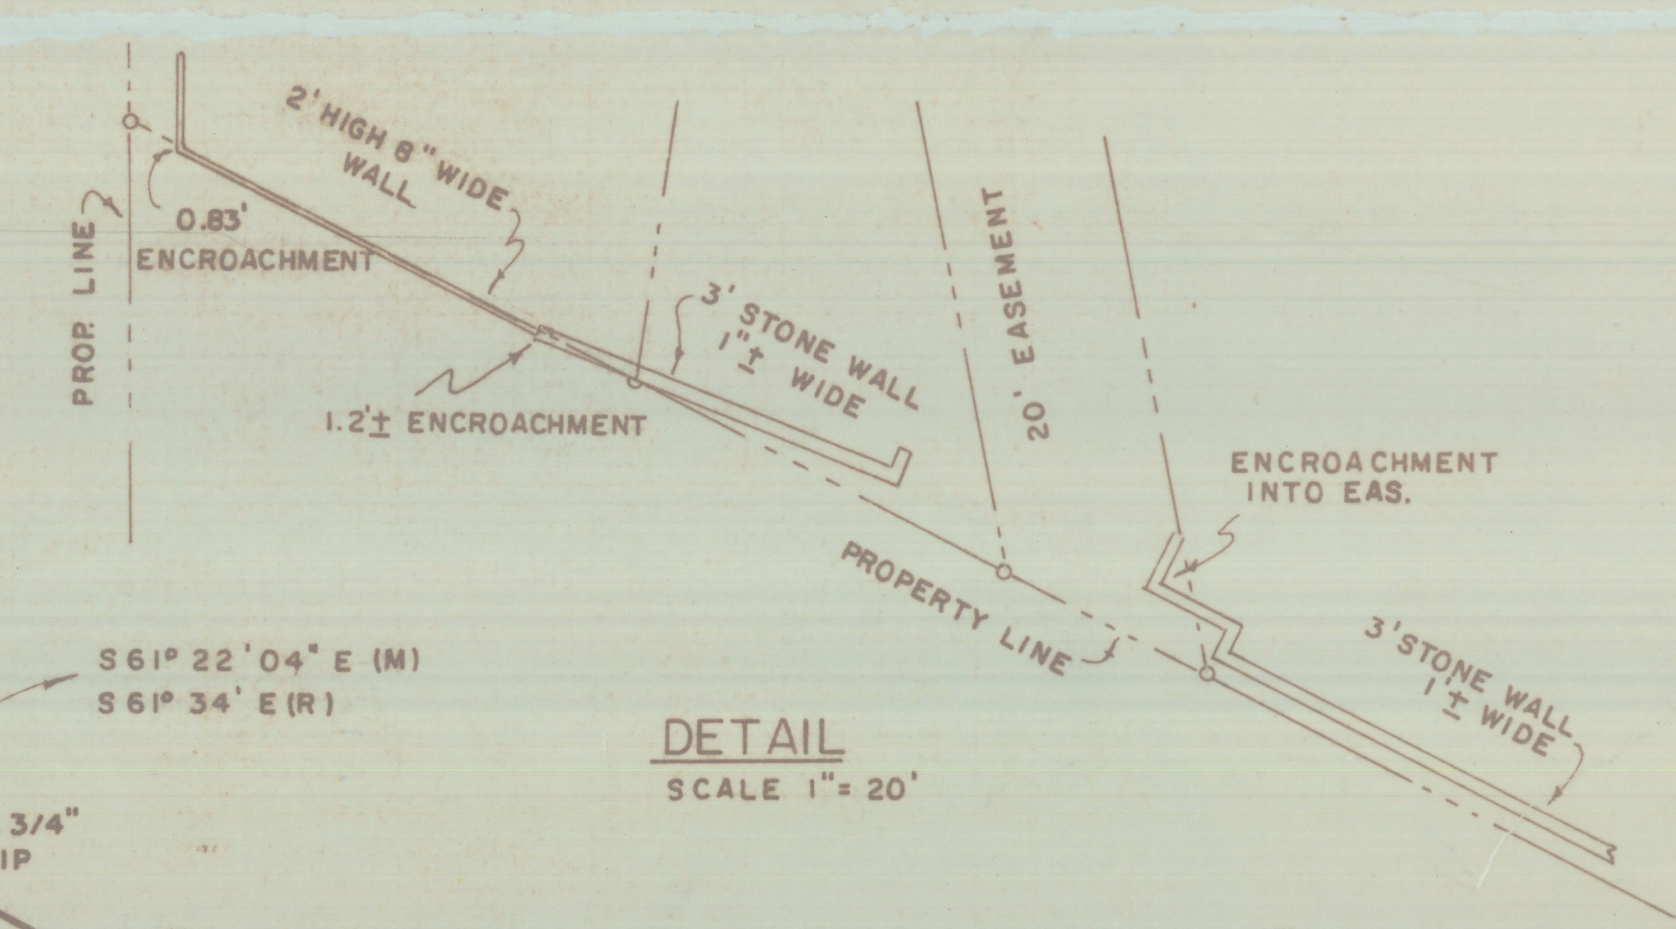 2' HIGH 8" WIDE
WALL
PROP. LINE
0.83'
ENCROACHMENT
1.2'± ENCROACHMENT
3' STONE WALL
1"± WIDE
20' EASEMENT
ENCROACHMENT
INTO EAS.
PROPERTY LINE
3' STONE WALL
1'± WIDE
S 61° 22' 04" E (M)
S 61° 34' E (R)
DETAIL
SCALE 1" = 20'
3/4"
IP